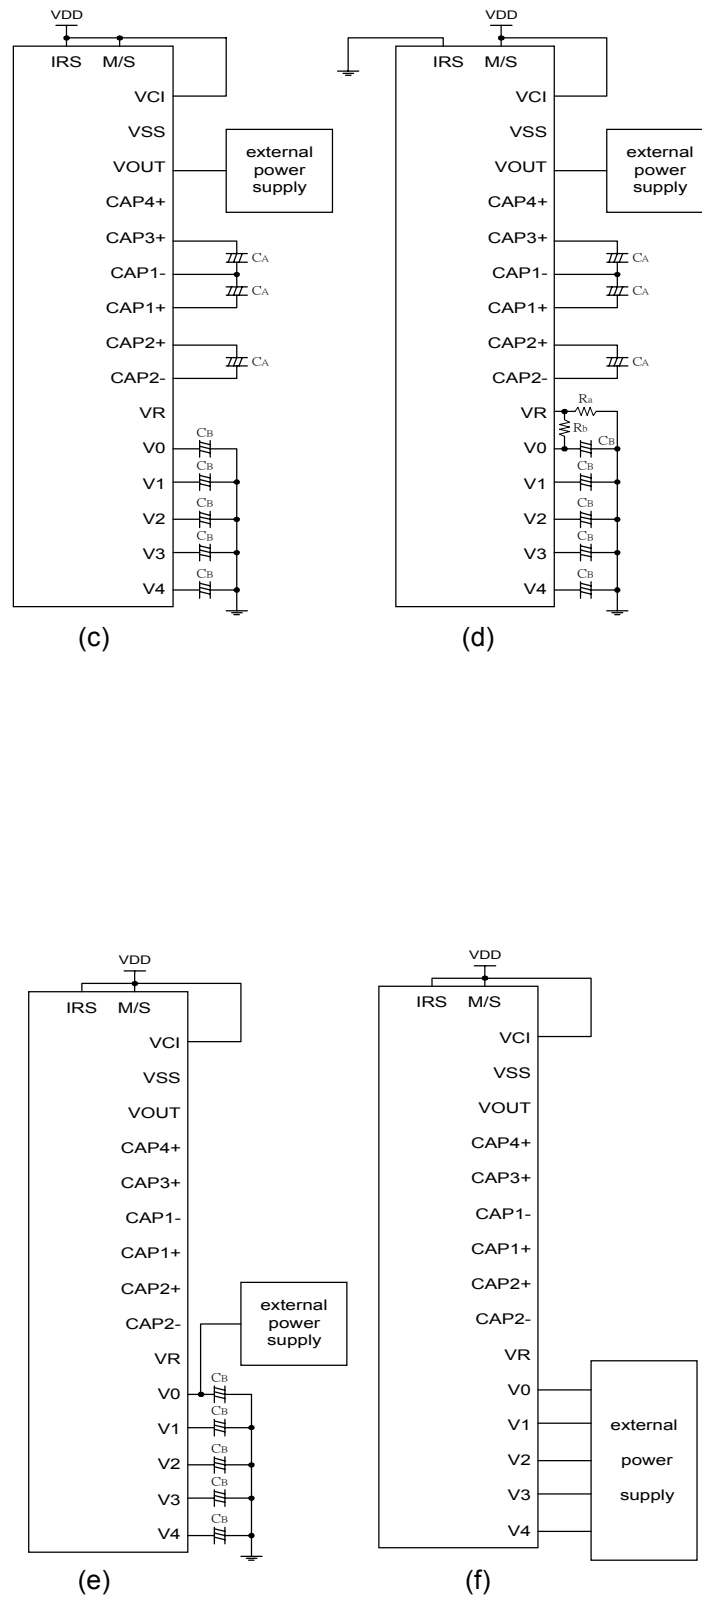 VDD
IRS M/S
VCI
VSS
VOUT
CAP4+
CAP3+
CAP1-
CAP1+
CAP2+
CAP2-
VR
V0
V1
V2
V3
V4
external
power
supply
CA
CA
CA
CB
CB
CB
CB
CB
(c)
VDD
IRS M/S
VCI
VSS
VOUT
CAP4+
CAP3+
CAP1-
CAP1+
CAP2+
CAP2-
VR
V0
V1
V2
V3
V4
external
power
supply
CA
CA
CA
Ra
Rb
CB
CB
CB
CB
CB
(d)
VDD
IRS M/S
VCI
VSS
VOUT
CAP4+
CAP3+
CAP1-
CAP1+
CAP2+
CAP2-
VR
V0
V1
V2
V3
V4
external
power
supply
CB
CB
CB
CB
CB
(e)
VDD
IRS M/S
VCI
VSS
VOUT
CAP4+
CAP3+
CAP1-
CAP1+
CAP2+
CAP2-
VR
V0
V1
V2
V3
V4
external
power
supply
(f)